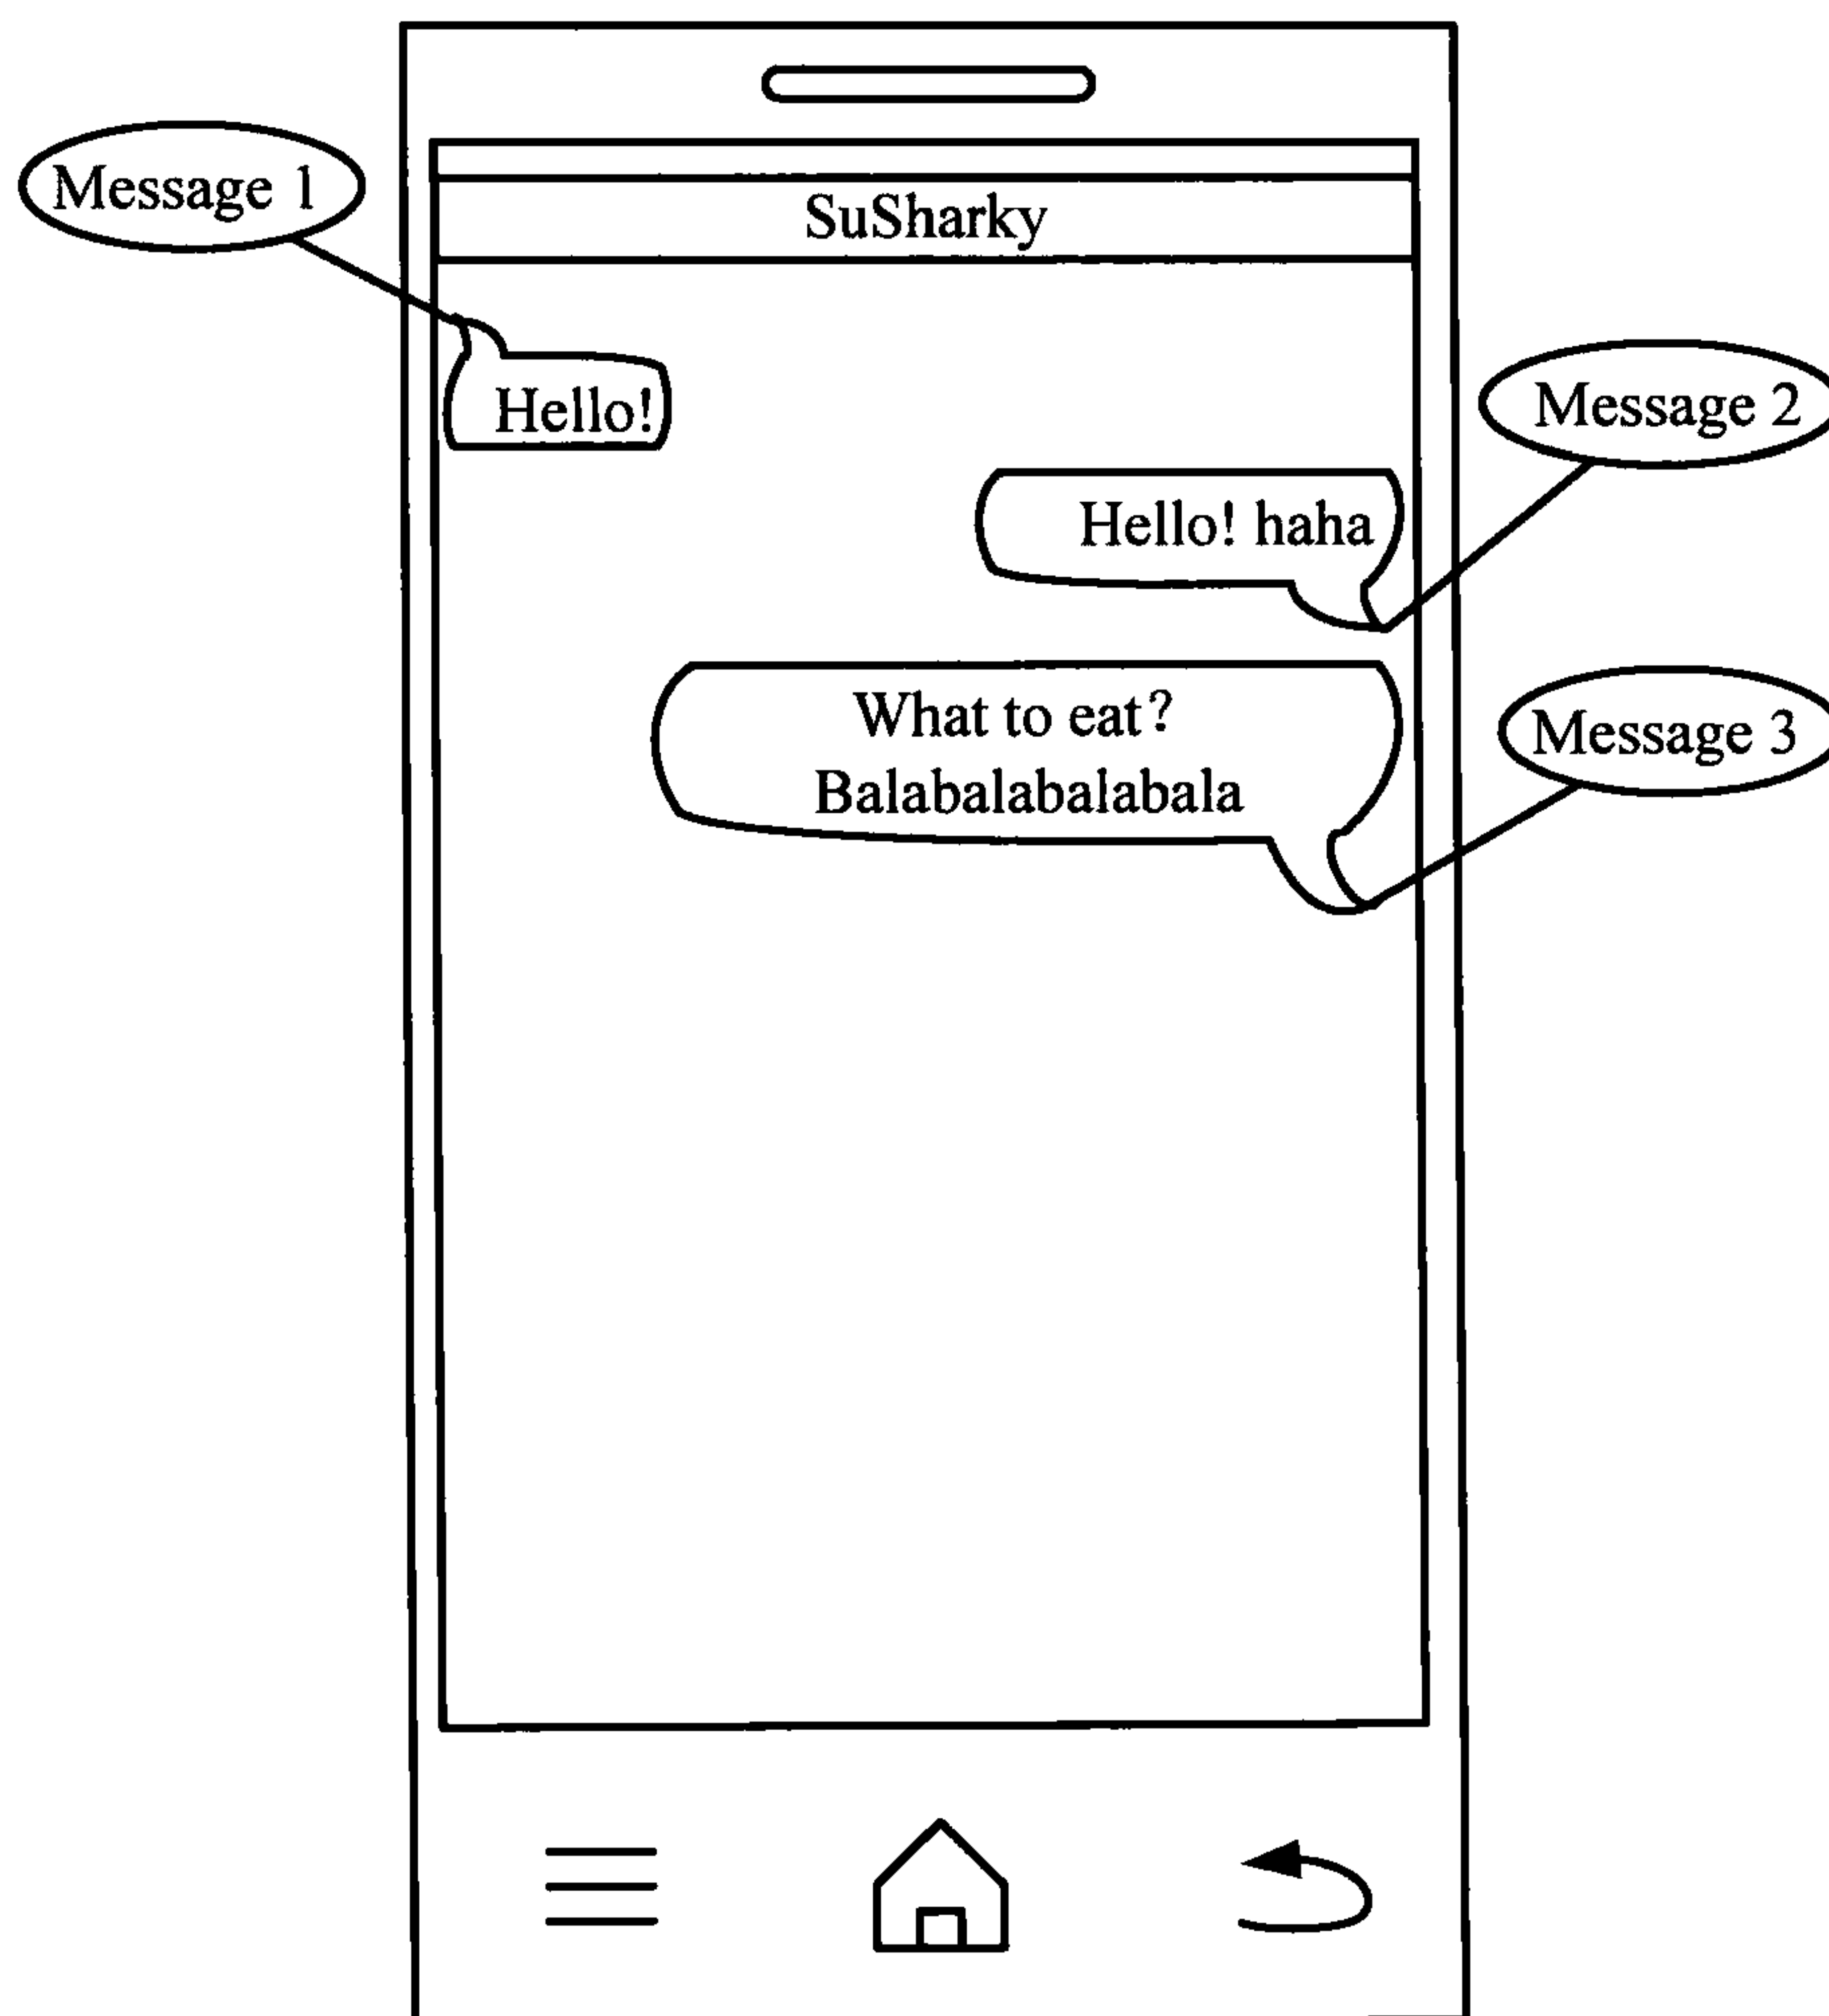 Message 1
SuSharky
Hello!
Message 2
Hello! haha
Message 3
What to eat?
Balabalabalabala